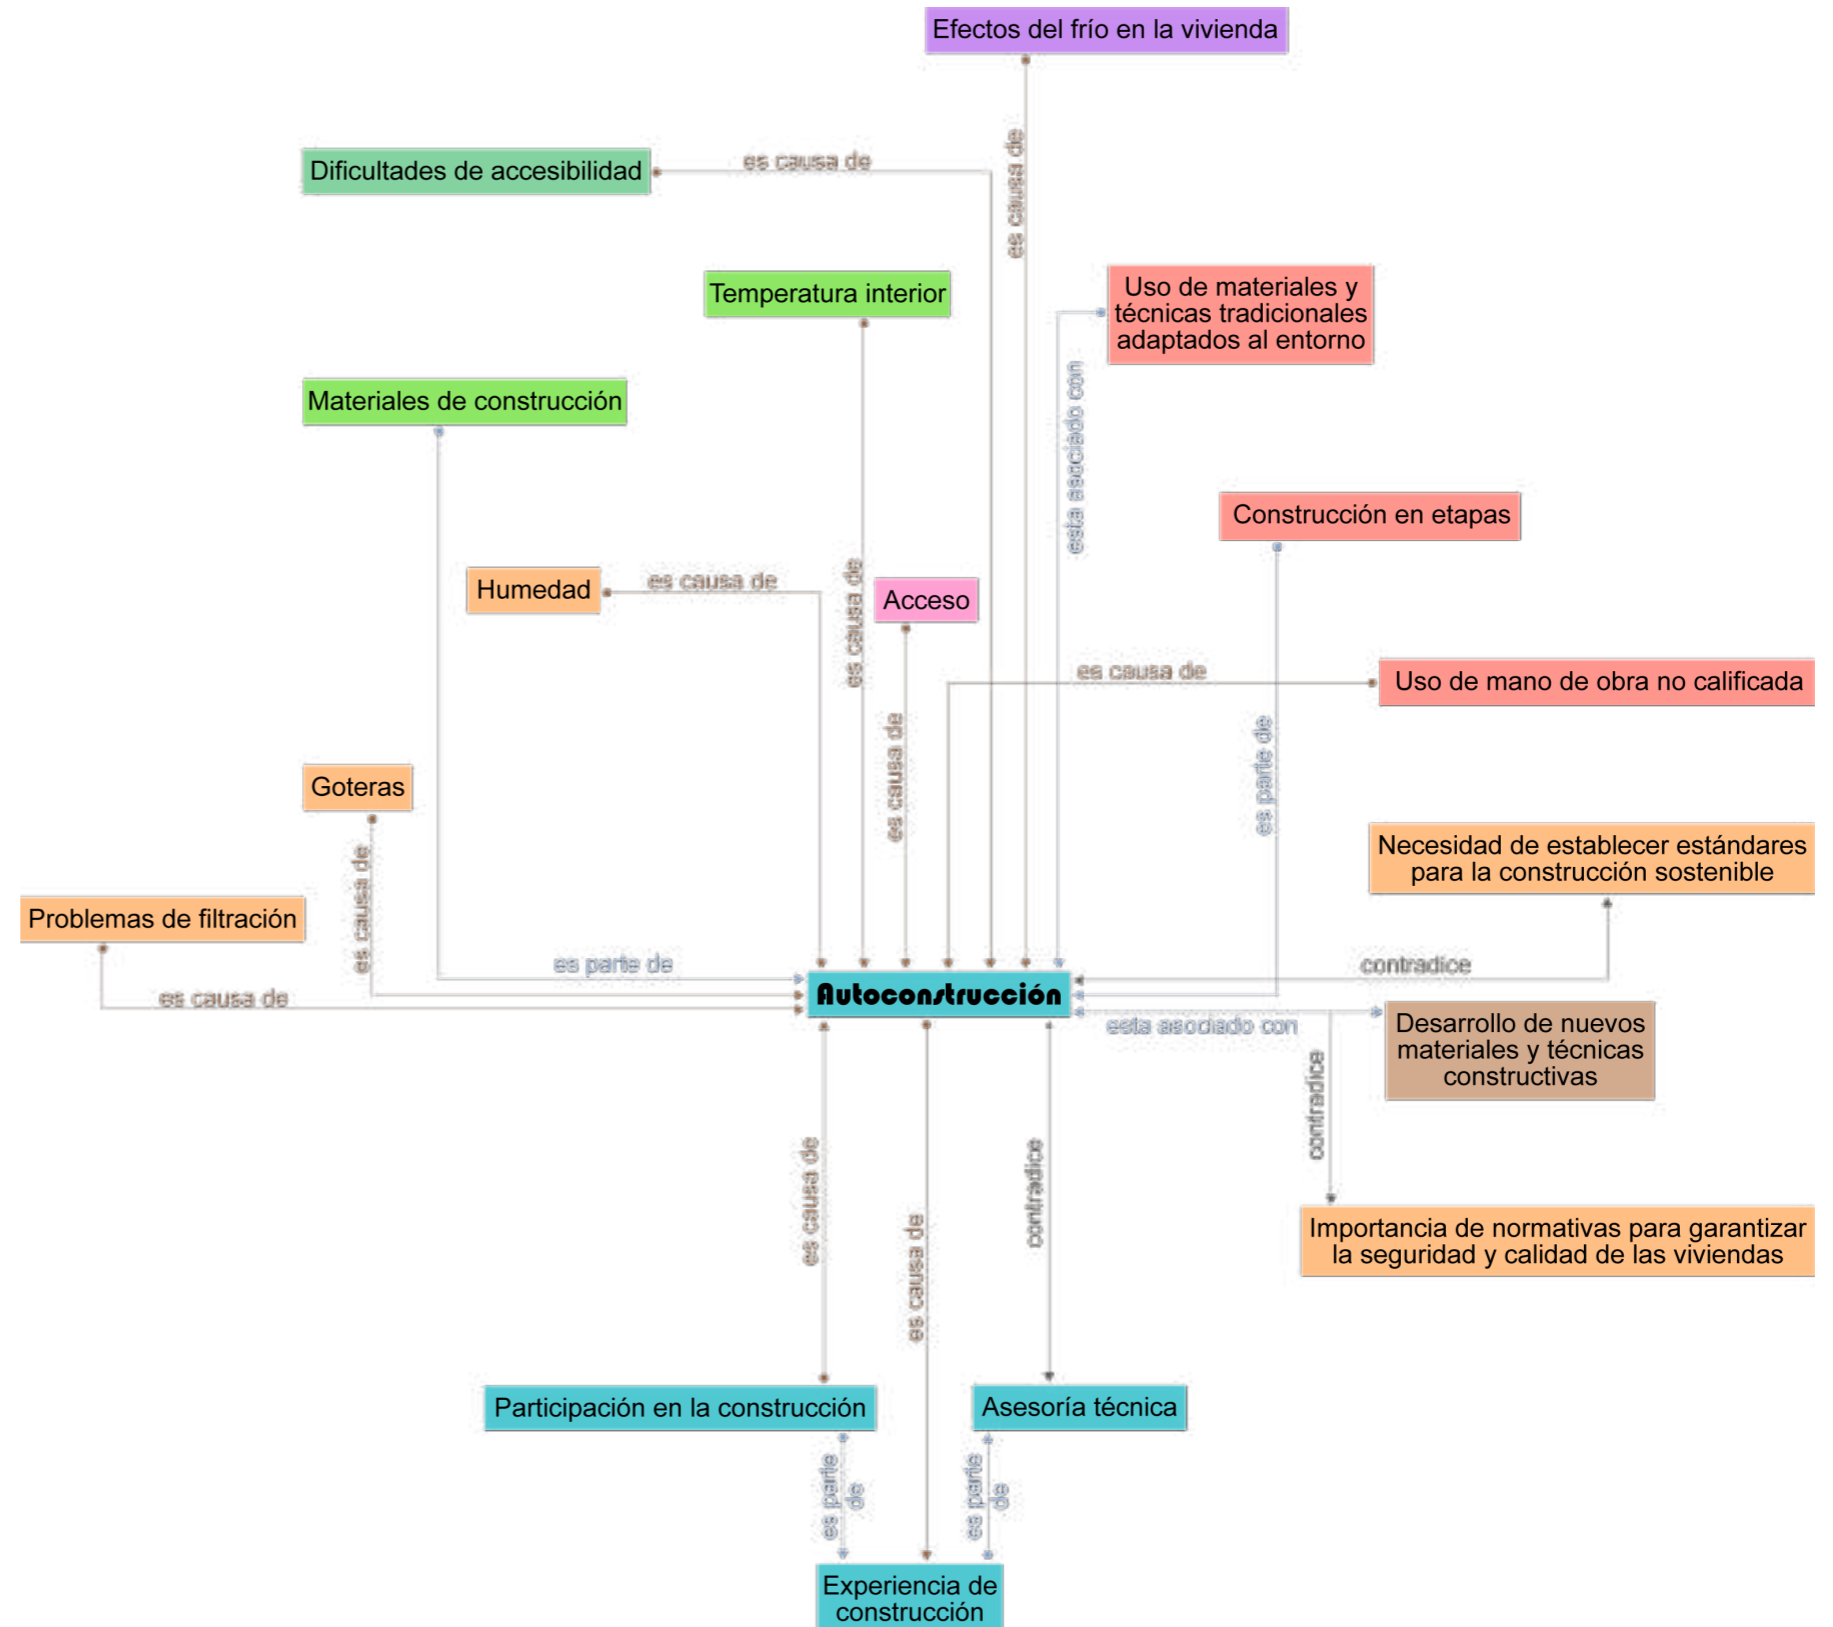 Efectos del frío en la vivienda
es causa de
Dificultades de accesibilidad
es causa de
Temperatura interior
es causa de
Uso de materiales y
técnicas tradicionales
adaptados al entorno
esta asociado con
Materiales de construcción
es parte de
Construcción en etapas
es parte de
Humedad
es causa de
Acceso
es causa de
Uso de mano de obra no calificada
es causa de
Goteras
es causa de
Necesidad de establecer estándares
para la construcción sostenible
contradice
Problemas de filtración
es causa de
Autoconstrucción
esta asociado con
Desarrollo de nuevos
materiales y técnicas
constructivas
contradice
Importancia de normativas para garantizar
la seguridad y calidad de las viviendas
es causa de
es causa de
contradice
Participación en la construcción
Asesoría técnica
es parte
de
es parte
de
Experiencia de
construcción